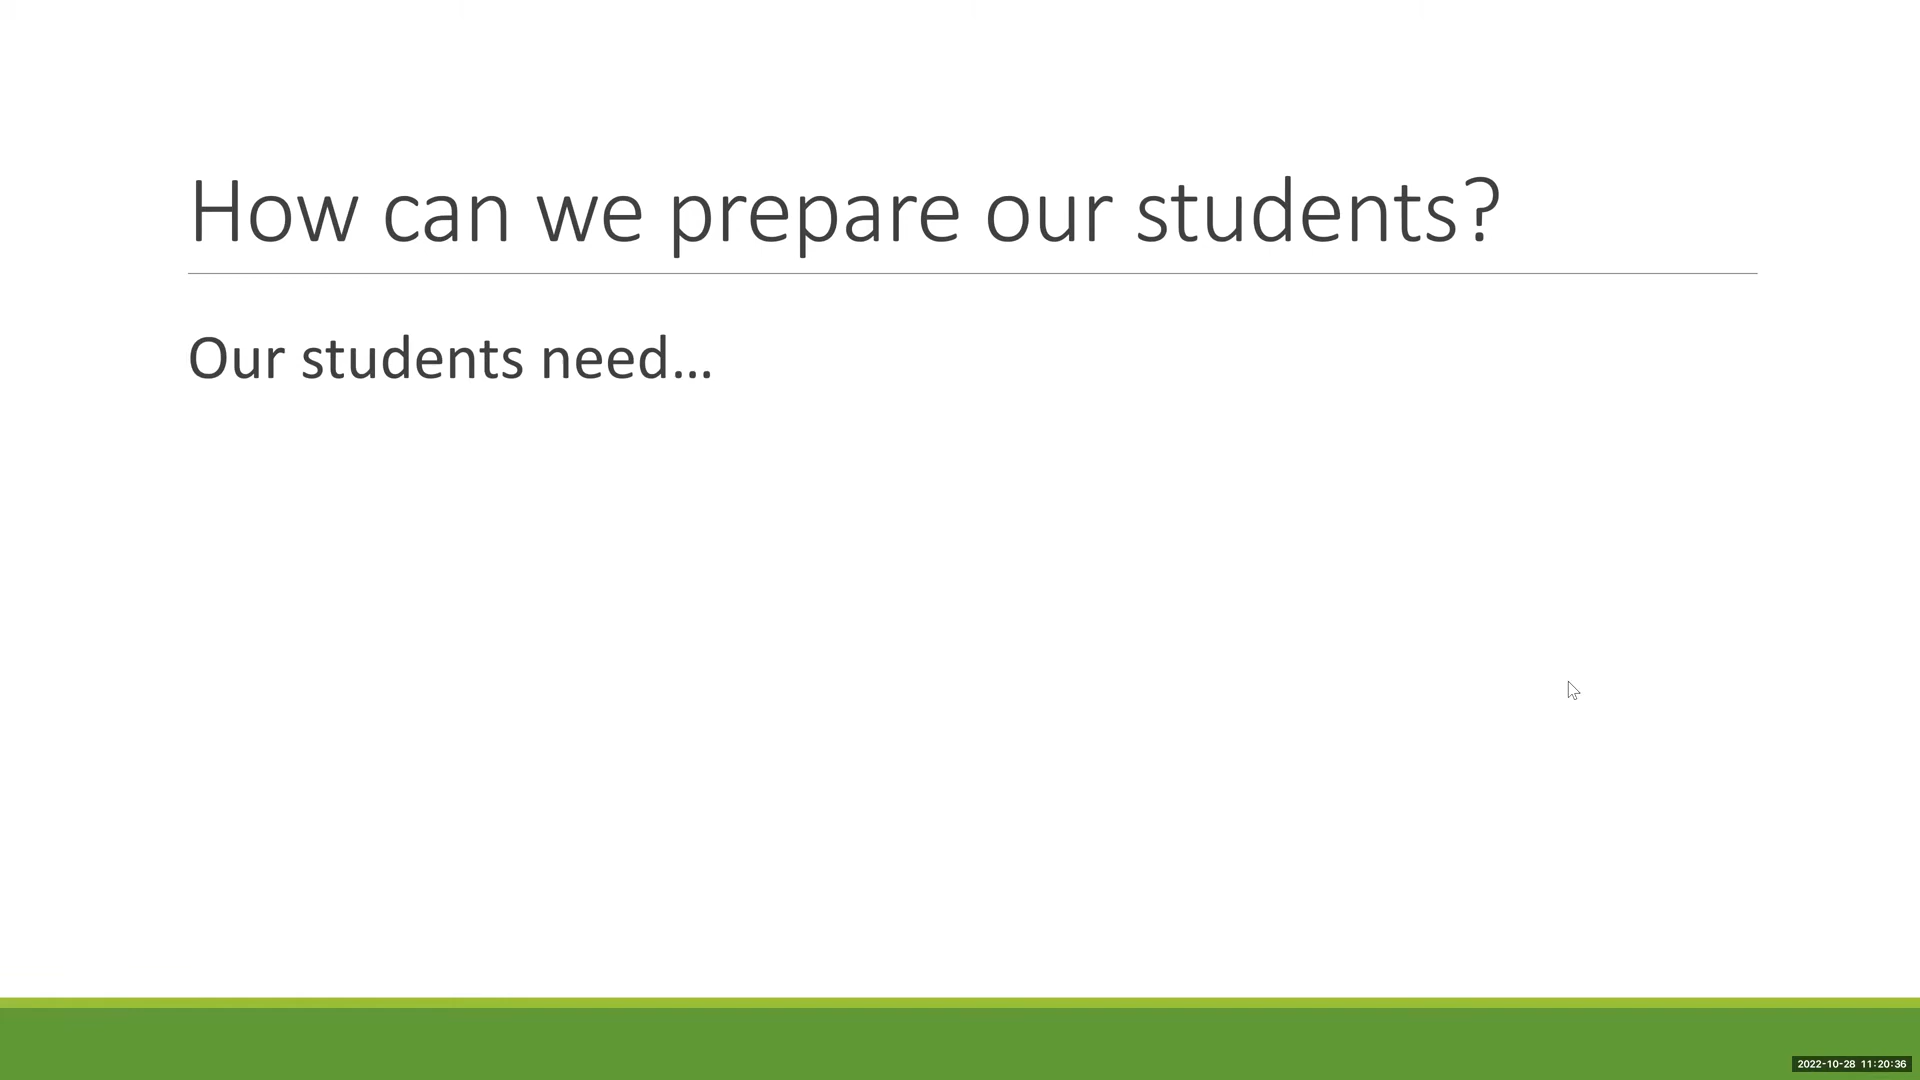 How can we prepare our students?
Our students need...
2022-10-28 11:20:36